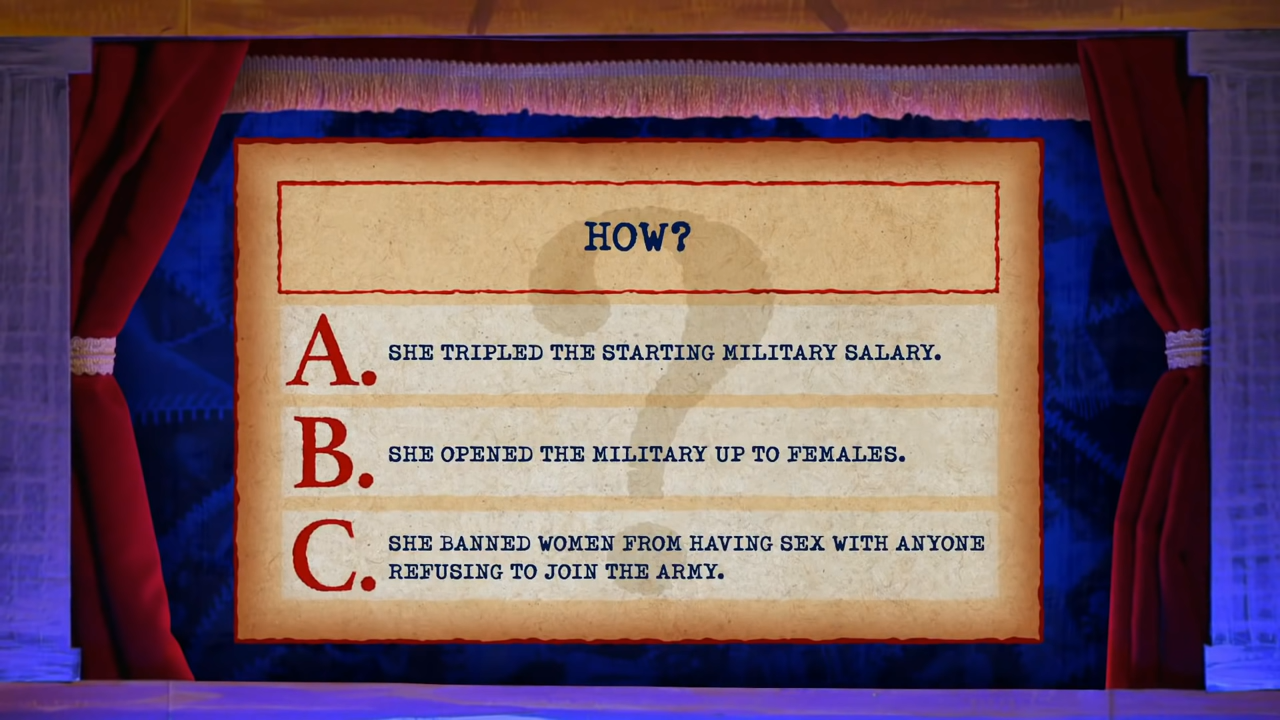 HOW?
A. SHE TRIPLED THE STARTING MILITARY SALARY.
B. SHE OPENED THE MILITARY UP TO FEMALES.
C. SHE BANNED WOMEN FROM HAVING SEX WITH ANYONE
REFUSING TO JOIN THE ARMY.